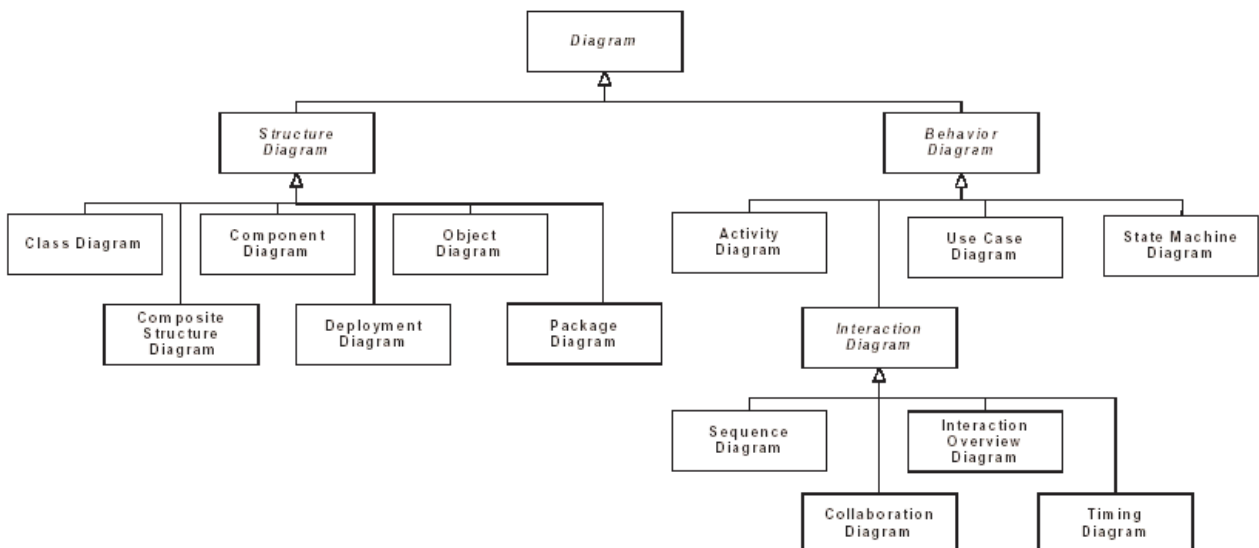 Diagram
Structure
Diagram
Behavior
Diagram
Class Diagram
Component
Diagram
Object
Diagram
Activity
Diagram
Use Case
Diagram
State Machine
Diagram
Composite
Structure
Diagram
Deployment
Diagram
Package
Diagram
Interaction
Diagram
Sequence
Diagram
Interaction
Overview
Diagram
Collaboration
Diagram
Timing
Diagram